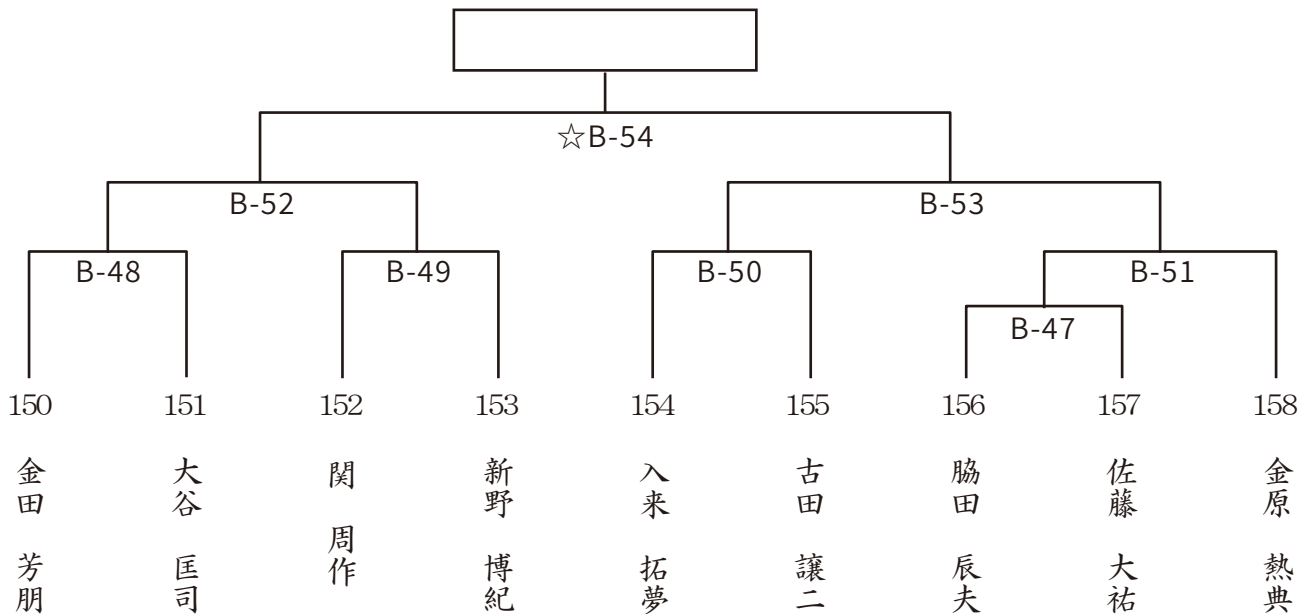 ☆B-54
B-52
B-53
B-48
B-49
B-50
B-51
B-47
150
151
152
153
154
155
156
157
158
金田 芳朋
大谷 匡司
関 周作
新野 博紀
入来 拓夢
古田 譲二
脇田 辰夫
佐藤 大祐
金原 熱典